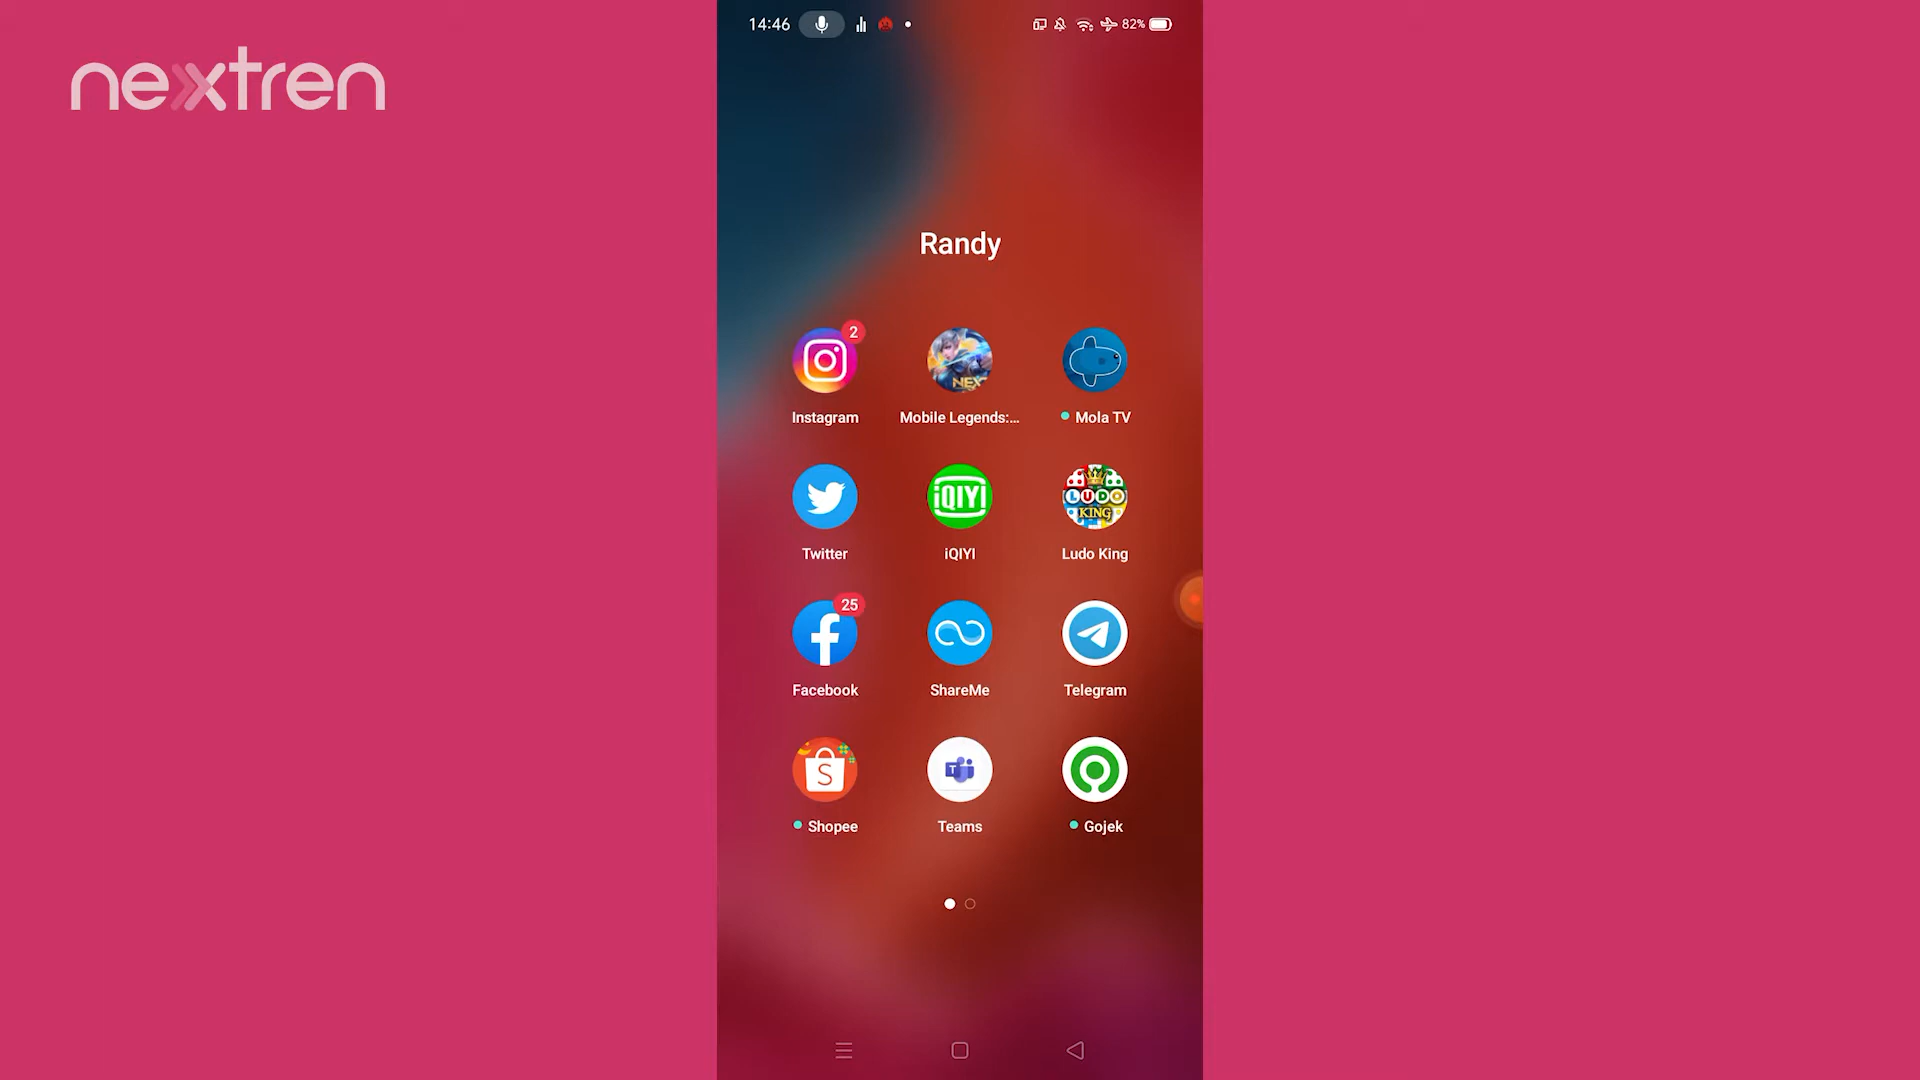 nextren
14:46
82%
Randy
2
NEXT
Instagram
Mobile Legends:...
Mola TV
iQIYI
LUDO
KING
Twitter
iQIYI
Ludo King
25
Facebook
ShareMe
Telegram
S
T
Shopee
Teams
Gojek